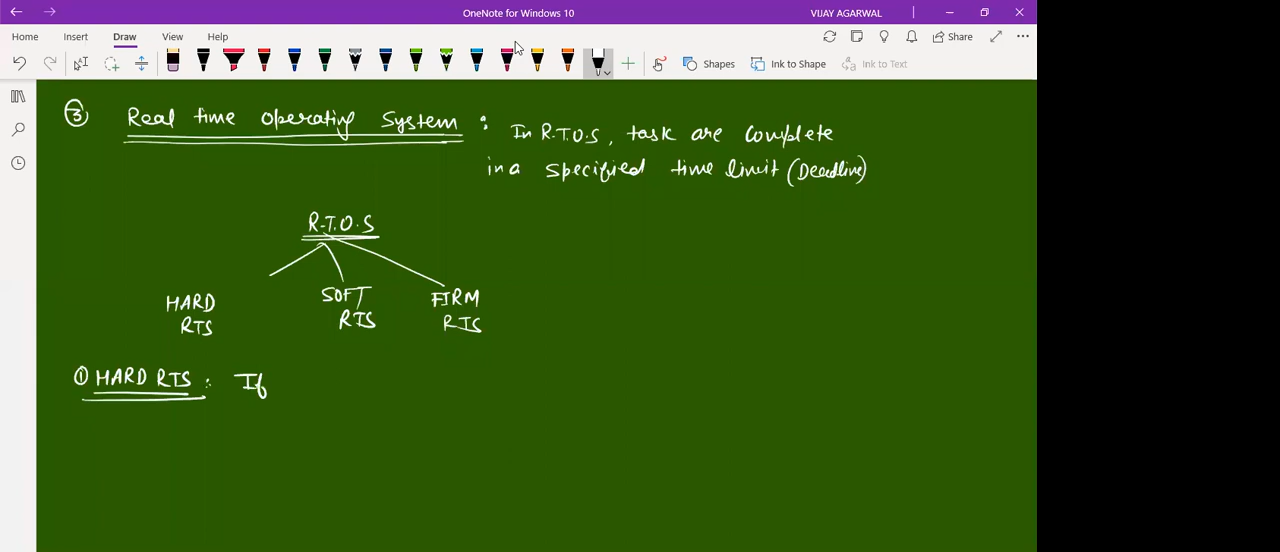 OneNote for Windows 10
VIJAY AGARWAL
Home Insert Draw View Help
Share
Shapes Ink to Shape Ink to Text
③ Real time operating System : In R.T.O.S, task are complete
in a specified time limit (Deadline)
R.T.O.S
HARD RTS
SOFT RTS
FIRM RTS
① HARD RTS : If